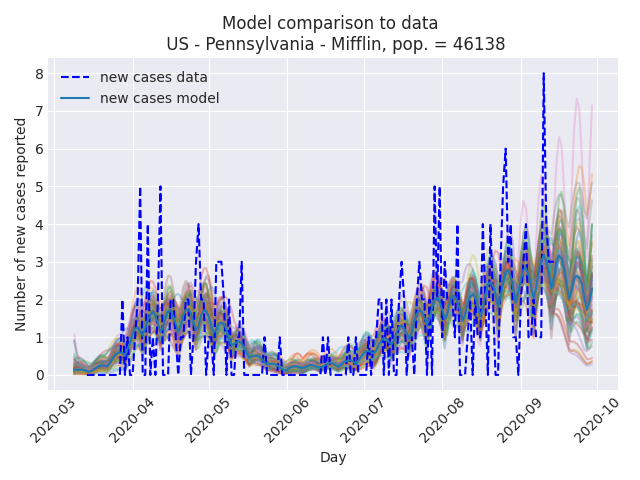 Model comparison to data
US - Pennsylvania - Mifflin, pop. = 46138
new cases data
new cases model
Number of new cases reported
8
7
6
5
4
3
2
1
0
2020-03
2020-04
2020-05
2020-06
2020-07
2020-08
2020-09
2020-10
Day